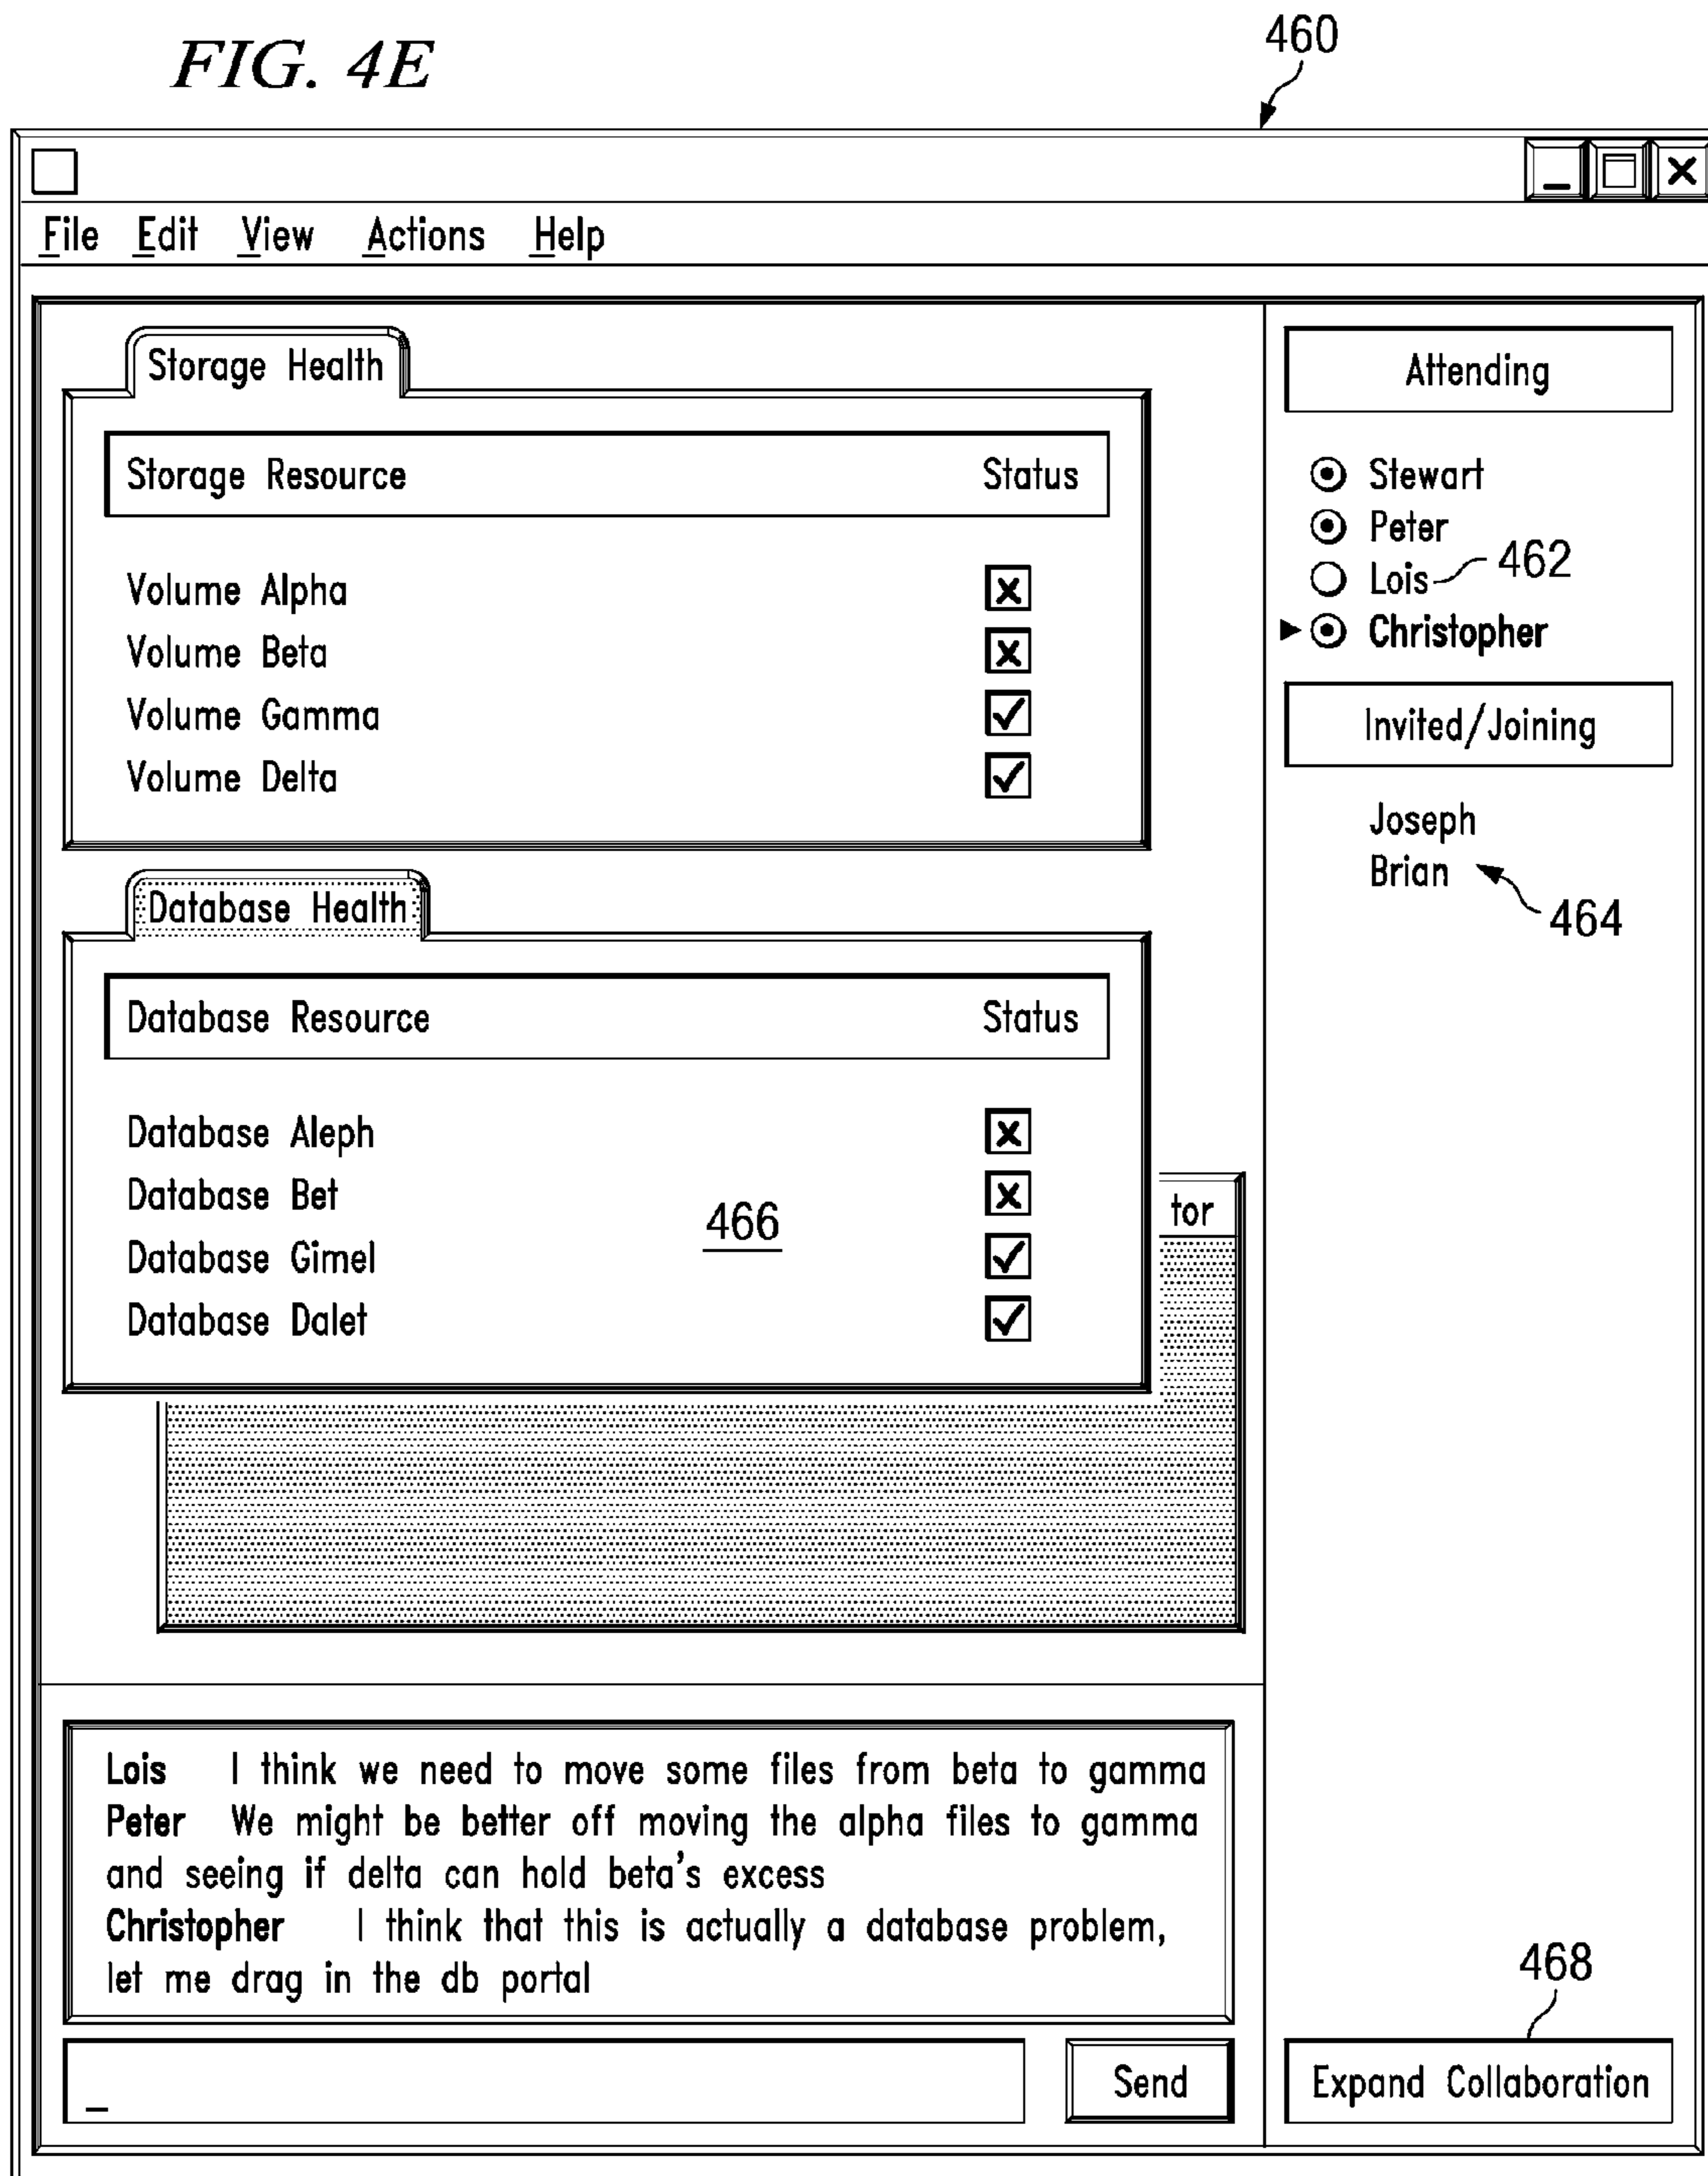 FIG. 4E
460
File Edit View Actions Help
Storage Health
Storage Resource Status
Volume Alpha
Volume Beta
Volume Gamma
Volume Delta
Database Health
Database Resource Status
Database Aleph
Database Bet
Database Gimel
Database Dalet
466
tor
Attending
Stewart
Peter
Lois 462
Christopher
Invited/Joining
Joseph
Brian
464
Lois I think we need to move some files from beta to gamma
Peter We might be better off moving the alpha files to gamma
and seeing if delta can hold beta's excess
Christopher I think that this is actually a database problem,
let me drag in the db portal
Send
468
Expand Collaboration